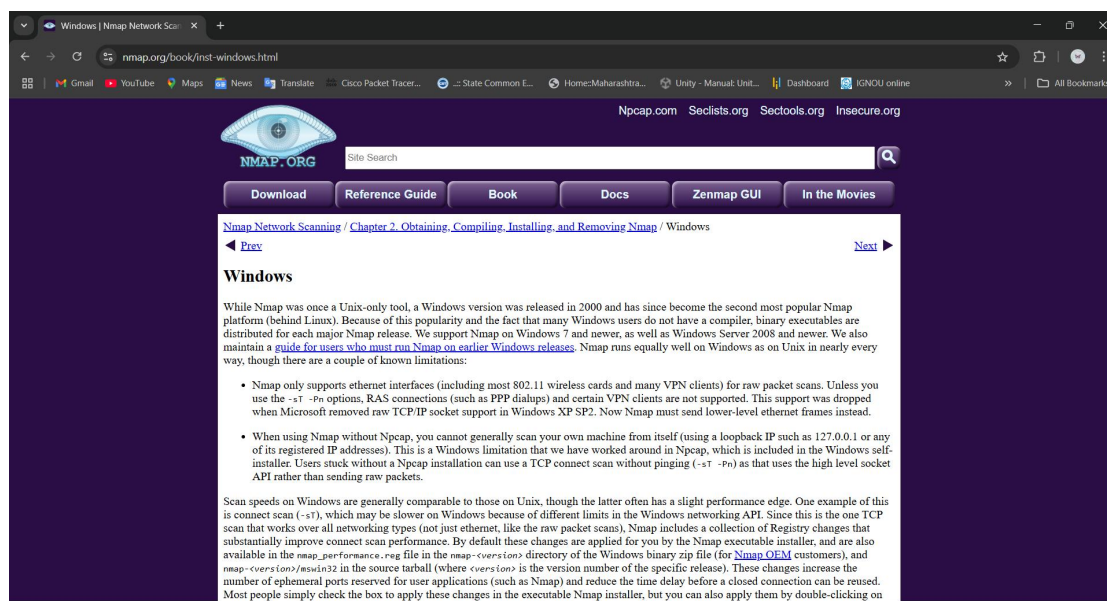 Windows | Nmap Network Scan
nmap.org/book/inst-windows.html
Gmail YouTube Maps News Translate Cisco Packet Tracer... ..:: State Common E... Home::Maharashtra... Unity - Manual: Unit... Dashboard IGNOU online » All Bookmarks
Npcap.com Seclists.org Sectools.org Insecure.org
NMAP.ORG
Site Search
Download Reference Guide Book Docs Zenmap GUI In the Movies
Nmap Network Scanning / Chapter 2. Obtaining, Compiling, Installing, and Removing Nmap / Windows
Prev Next
Windows
While Nmap was once a Unix-only tool, a Windows version was released in 2000 and has since become the second most popular Nmap
platform (behind Linux). Because of this popularity and the fact that many Windows users do not have a compiler, binary executables are
distributed for each major Nmap release. We support Nmap on Windows 7 and newer, as well as Windows Server 2008 and newer. We also
maintain a guide for users who must run Nmap on earlier Windows releases. Nmap runs equally well on Windows as on Unix in nearly every
way, though there are a couple of known limitations:
• Nmap only supports ethernet interfaces (including most 802.11 wireless cards and many VPN clients) for raw packet scans. Unless you
use the -sT -Pn options, RAS connections (such as PPP dialups) and certain VPN clients are not supported. This support was dropped
when Microsoft removed raw TCP/IP socket support in Windows XP SP2. Now Nmap must send lower-level ethernet frames instead.
• When using Nmap without Npcap, you cannot generally scan your own machine from itself (using a loopback IP such as 127.0.0.1 or any
of its registered IP addresses). This is a Windows limitation that we have worked around in Npcap, which is included in the Windows self-
installer. Users stuck without a Npcap installation can use a TCP connect scan without pinging (-sT -Pn) as that uses the high level socket
API rather than sending raw packets.
Scan speeds on Windows are generally comparable to those on Unix, though the latter often has a slight performance edge. One example of this
is connect scan (-sT), which may be slower on Windows because of different limits in the Windows networking API. Since this is the one TCP
scan that works over all networking types (not just ethernet, like the raw packet scans), Nmap includes a collection of Registry changes that
substantially improve connect scan performance. By default these changes are applied for you by the Nmap executable installer, and are also
available in the nmap_performance.reg file in the nmap-<version> directory of the Windows binary zip file (for Nmap OEM customers), and
nmap-<version>/mswin32 in the source tarball (where <version> is the version number of the specific release). These changes increase the
number of ephemeral ports reserved for user applications (such as Nmap) and reduce the time delay before a closed connection can be reused.
Most people simply check the box to apply these changes in the executable Nmap installer, but you can also apply them by double-clicking on